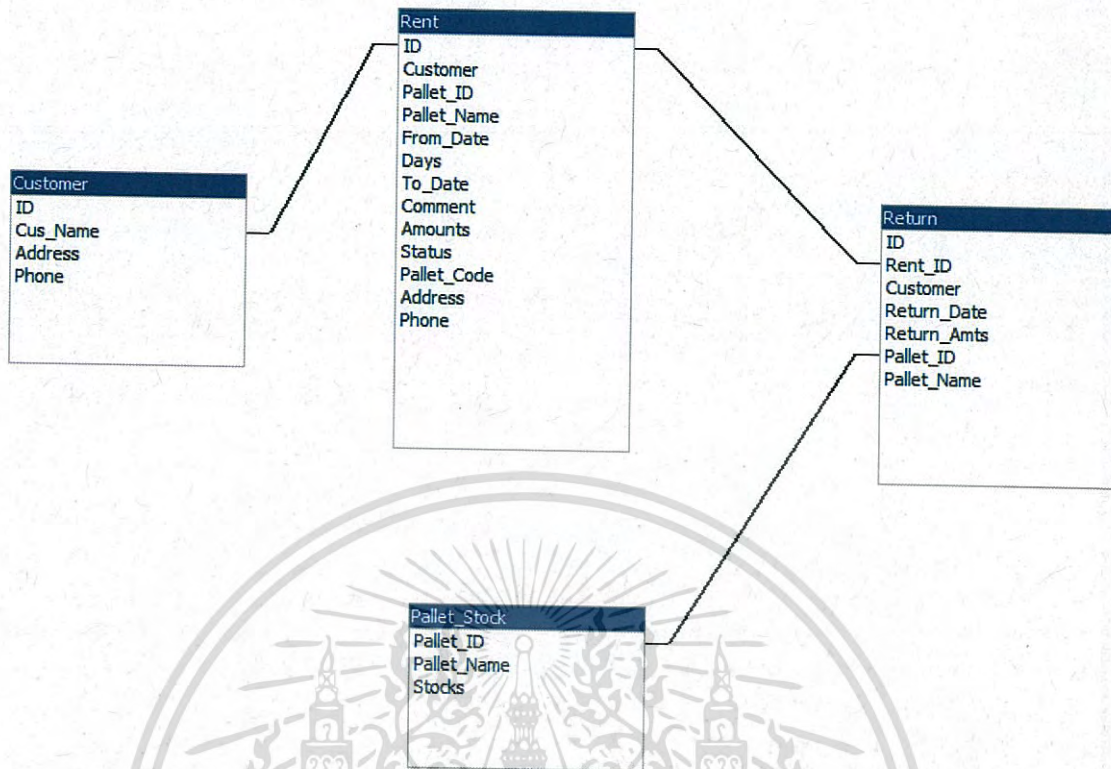 Rent
ID
Customer
Pallet_ID
Pallet_Name
From_Date
Days
To_Date
Comment
Amounts
Status
Pallet_Code
Address
Phone
Customer
ID
Cus_Name
Address
Phone
Return
ID
Rent_ID
Customer
Return_Date
Return_Amts
Pallet_ID
Pallet_Name
Pallet_Stock
Pallet_ID
Pallet_Name
Stocks